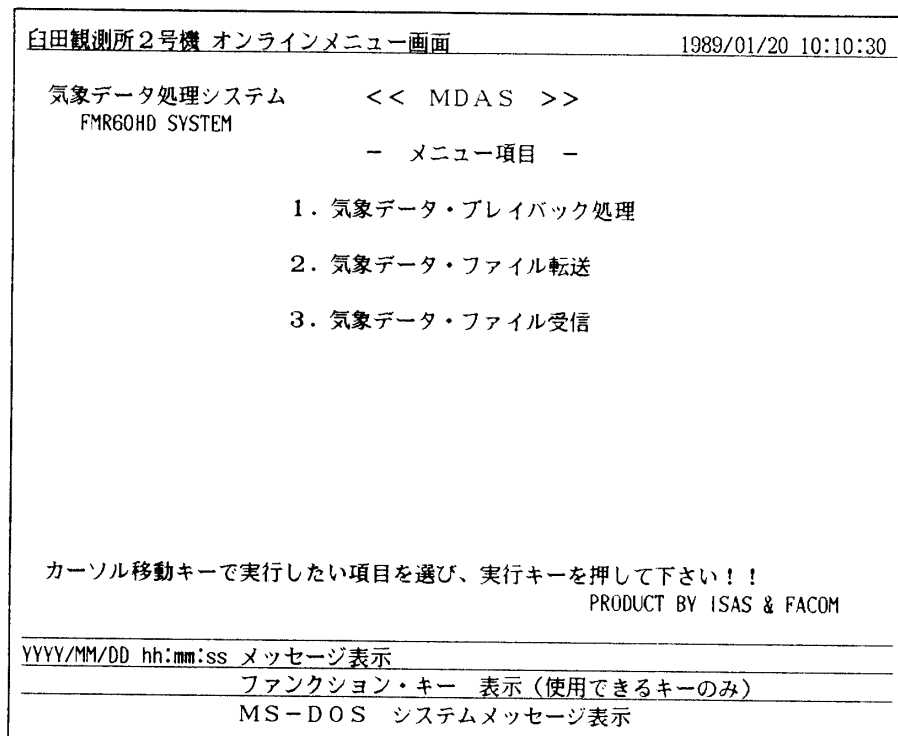 臼田観測所２号機 オンラインメニュー画面 1989/01/20 10:10:30
気象データ処理システム << MDAS >>
FMR60HD SYSTEM
－ メニュー項目 －
１．気象データ・プレイバック処理
２．気象データ・ファイル転送
３．気象データ・ファイル受信
カーソル移動キーで実行したい項目を選び、実行キーを押して下さい！！
PRODUCT BY ISAS & FACOM
YYYY/MM/DD hh:mm:ss メッセージ表示
ファンクション・キー 表示（使用できるキーのみ）
ＭＳ－ＤＯＳ システムメッセージ表示